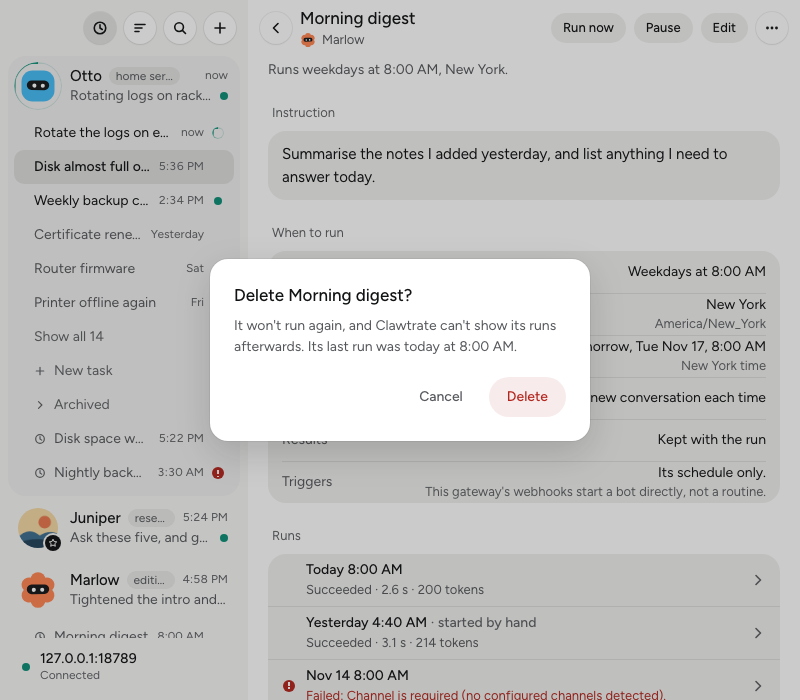 Otto home ser... now
Rotating logs on rack...
Rotate the logs on e... now
Disk almost full o... 5:36 PM
Weekly backup c... 2:34 PM
Certificate rene... Yesterday
Router firmware Sat
Printer offline again Fri
Show all 14
New task
Archived
Disk space w... 5:22 PM
Nightly back... 3:30 AM
Juniper rese... 5:24 PM
Ask these five, and g...
Marlow editi... 4:58 PM
Tightened the intro and...
Morning digest 8:00 AM
127.0.0.1:18789
Connected
Morning digest
Marlow
Run now Pause Edit
Runs weekdays at 8:00 AM, New York.
Instruction
Summarise the notes I added yesterday, and list anything I need to
answer today.
When to run
Weekdays at 8:00 AM
New York
America/New_York
Tue Nov 17, 8:00 AM
New York time
new conversation each time
Results Kept with the run
Triggers Its schedule only.
This gateway's webhooks start a bot directly, not a routine.
Delete Morning digest?
It won't run again, and Clawtrate can't show its runs
afterwards. Its last run was today at 8:00 AM.
Cancel Delete
Runs
Today 8:00 AM
Succeeded · 2.6 s · 200 tokens
Yesterday 4:40 AM · started by hand
Succeeded · 3.1 s · 214 tokens
Nov 14 8:00 AM
Failed: Channel is required (no configured channels detected).